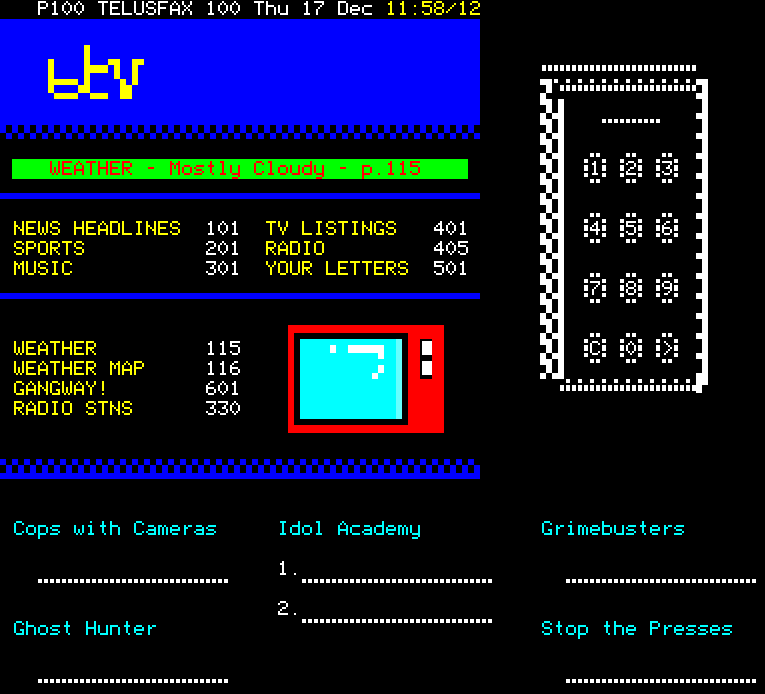 P100 TELUSFAX 100 Thu 17 Dec 11:58/12
btv
WEATHER - Mostly Cloudy - p.115
NEWS HEADLINES 101 TV LISTINGS 401
SPORTS 201 RADIO 405
MUSIC 301 YOUR LETTERS 501
WEATHER 115
WEATHER MAP 116
GANGWAY! 601
RADIO STNS 330
1 2 3
4 5 6
7 8 9
C 0 >
Cops with Cameras
Idol Academy
1.
2.
Grimebusters
Ghost Hunter
Stop the Presses